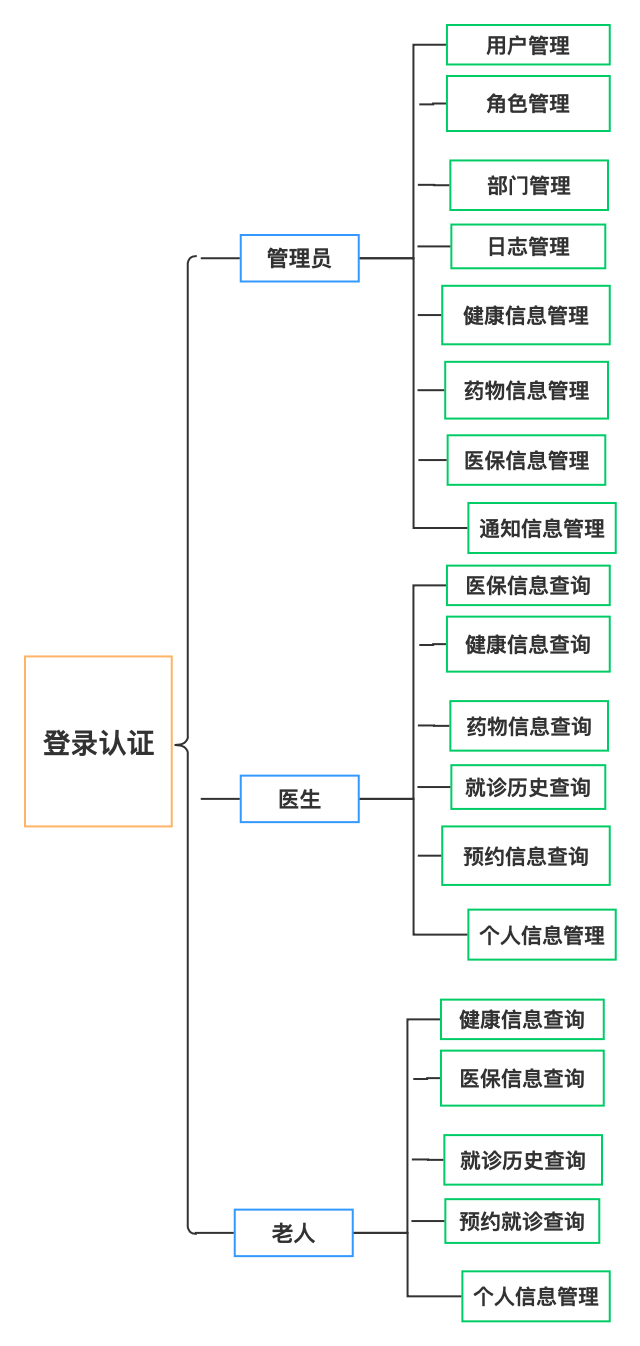 登录认证
管理员
用户管理
角色管理
部门管理
日志管理
健康信息管理
药物信息管理
医保信息管理
通知信息管理
医生
医保信息查询
健康信息查询
药物信息查询
就诊历史查询
预约信息查询
个人信息管理
老人
健康信息查询
医保信息查询
就诊历史查询
预约就诊查询
个人信息管理